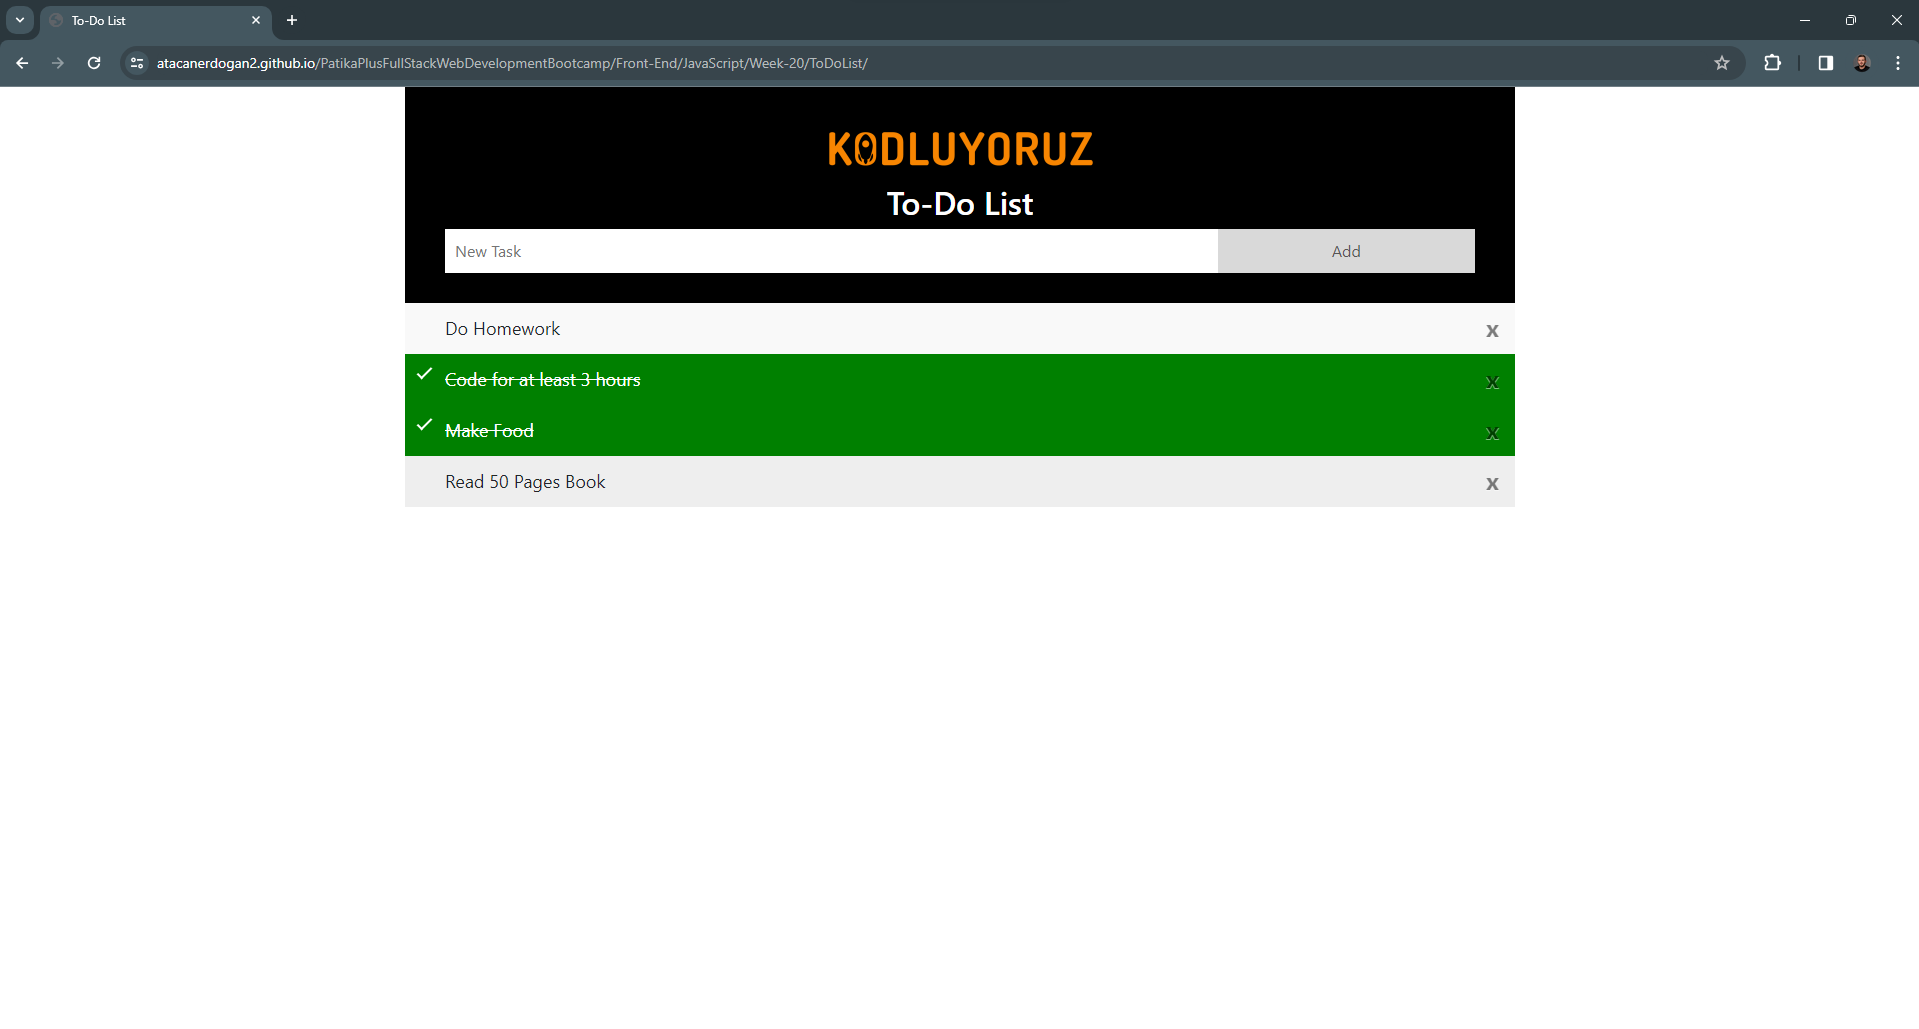 To-Do List
atacanerdogan2.github.io/PatikaPlusFullStackWebDevelopmentBootcamp/Front-End/JavaScript/Week-20/ToDoList/
KODLUYORUZ
To-Do List
New Task Add
Do Homework x
Code for at least 3 hours x
Make Food x
Read 50 Pages Book x